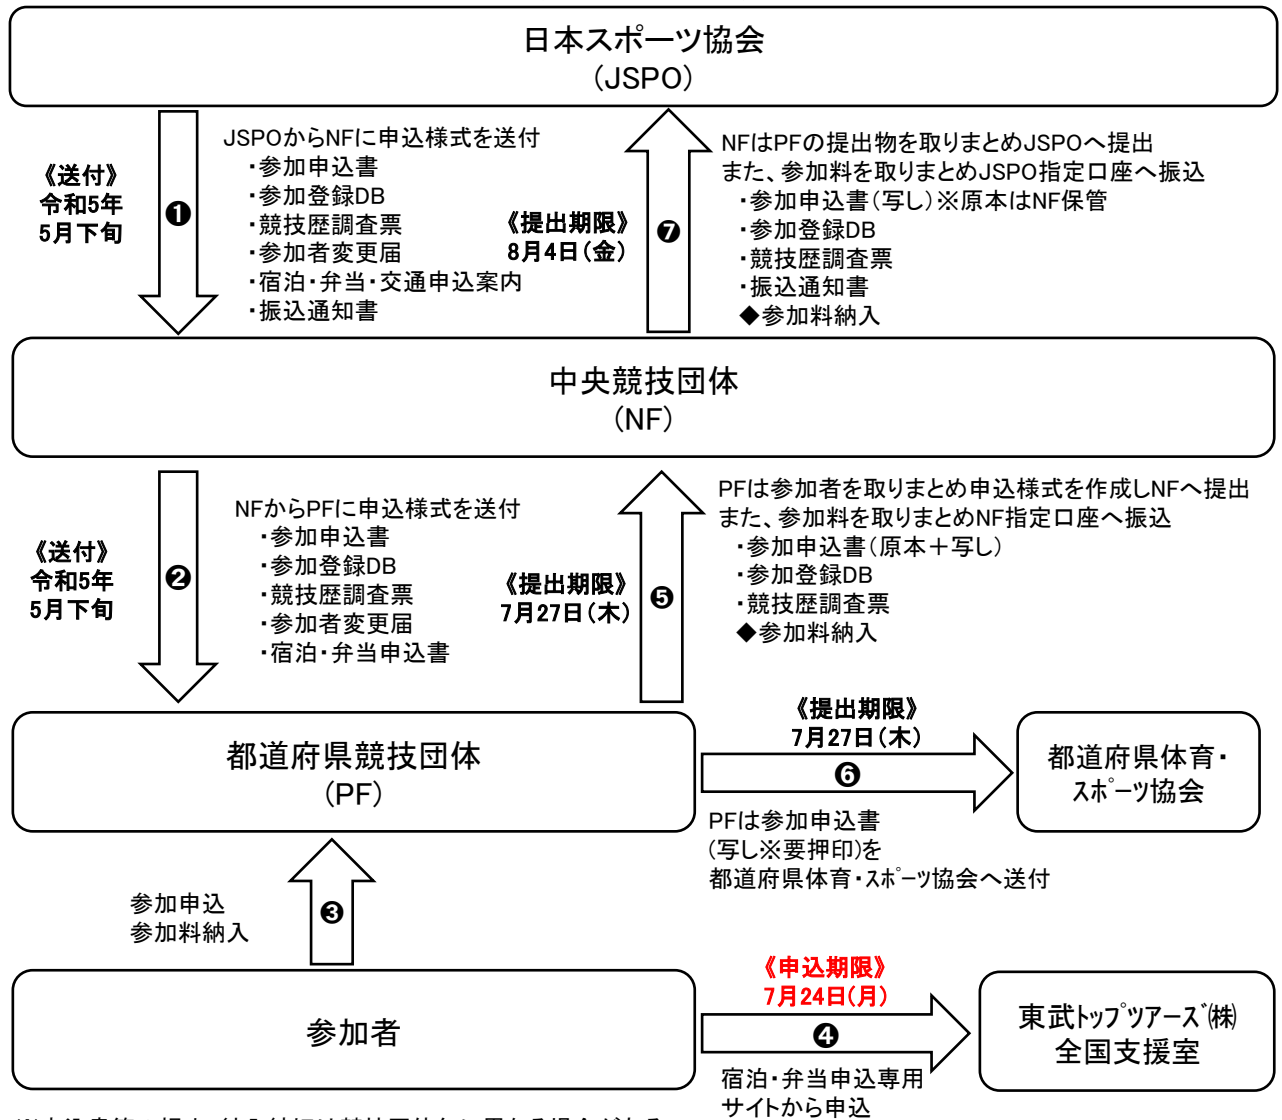 日本スポーツ協会
(JSPO)
《送付》
令和5年
5月下旬
❶
JSPOからNFに申込様式を送付
・参加申込書
・参加登録DB
・競技歴調査票
・参加者変更届
・宿泊・弁当・交通申込案内
・振込通知書
《提出期限》
8月4日(金)
❼
NFはPFの提出物を取りまとめJSPOへ提出
また、参加料を取りまとめJSPO指定口座へ振込
・参加申込書(写し)※原本はNF保管
・参加登録DB
・競技歴調査票
・振込通知書
◆参加料納入
中央競技団体
(NF)
《送付》
令和5年
5月下旬
❷
NFからPFに申込様式を送付
・参加申込書
・参加登録DB
・競技歴調査票
・参加者変更届
・宿泊・弁当申込書
《提出期限》
7月27日(木)
❺
PFは参加者を取りまとめ申込様式を作成しNFへ提出
また、参加料を取りまとめNF指定口座へ振込
・参加申込書(原本+写し)
・参加登録DB
・競技歴調査票
◆参加料納入
都道府県競技団体
(PF)
《提出期限》
7月27日(木)
❻
PFは参加申込書
(写し※要押印)を
都道府県体育・スポーツ協会へ送付
都道府県体育・
スポーツ協会
参加申込
参加料納入
❸
参加者
《申込期限》
7月24日(月)
❹
宿泊・弁当申込専用
サイトから申込
東武トップツアーズ(株)
全国支援室